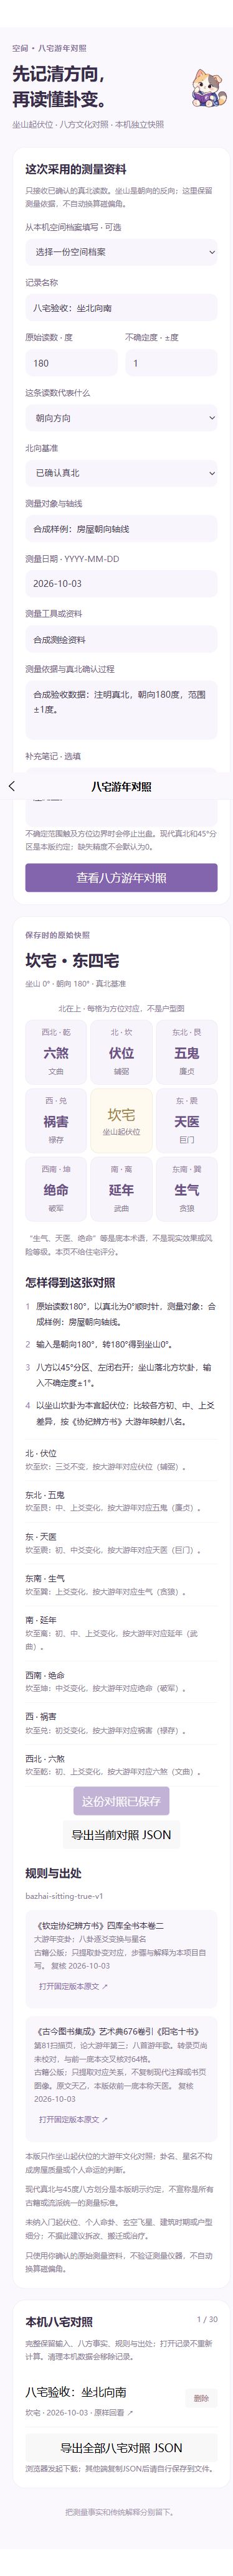 空间·八宅游年对照
先记清方向，
再读懂卦变。
坐山起伏位·八方文化对照·本机独立快照
这次采用的测量资料
只接收已确认的真北读数。坐山是朝向的反向；这里保留
测量依据，不自动换算磁偏角。
从本机空间档案填写·可选
选择一份空间档案
记录名称
八宅验收：坐北向南
原始读数·度
不确定度·±度
180
1
这条读数代表什么
朝向方向
北向基准
已确认真北
测量对象与轴线
合成样例：房屋朝向轴线
测量日期·YYYY-MM-DD
2026-10-03
测量工具或资料
合成测绘资料
测量依据与真北确认过程
合成验收数据：注明真北，朝向180度，范围
±1度。
补充笔记·选填
八宅游年对照
不确定范围触及方位边界时会停止出盘。现代真北和45°分
区是本版约定；缺失精度不会默认为0。
查看八方游年对照
保存时的原始快照
坎宅·东四宅
坐山 0°·朝向 180°·真北基准
北在上·每格为方位对应，不是户型图
西北·乾
北·坎
东北·艮
六煞
伏位
五鬼
文曲
辅弼
廉贞
西·兑
坎宅
东·震
祸害
坐山起伏位
天医
禄存
巨门
西南·坤
南·离
东南·巽
绝命
延年
生气
破军
武曲
贪狼
“生气、天医、绝命”等是底本术语，不是现实效果或风
险等级。本页不给住宅评分。
怎样得到这张对照
1 原始读数180°，以真北为0°顺时针，测量对象：合
成样例：房屋朝向轴线。
2 输入是朝向180°，转180°得到坐山0°。
3 八方以45°分区、左闭右开；坐山落北方坎卦，输
入不确定度±1°。
4 以坐山坎卦为本宫起伏位；比较各方初、中、上爻
差异，按《协纪辨方书》大游年映射八名。
北·伏位
坎至坎：三爻不变，按大游年对应伏位（辅弼）。
东北·五鬼
坎至艮：中、上爻变化，按大游年对应五鬼（廉贞）。
东·天医
坎至震：初、中爻变化，按大游年对应天医（巨门）。
东南·生气
坎至巽：上爻变化，按大游年对应生气（贪狼）。
南·延年
坎至离：初、中、上爻变化，按大游年对应延年（武
曲）。
西南·绝命
坎至坤：中爻变化，按大游年对应绝命（破军）。
西·祸害
坎至兑：初爻变化，按大游年对应祸害（禄存）。
西北·六煞
坎至乾：初、上爻变化，按大游年对应六煞（文曲）。
这份对照已保存
导出当前对照 JSON
规则与出处
bazhai-sitting-true-v1
《钦定协纪辨方书》四库全书本卷二
大游年变卦；八卦逐爻变换与星名
古籍公版；只提取卦变对应，步骤与解释为本项目自
写。 复核 2026-10-03
打开固定版本原文 ↗
《古今图书集成》艺术典676卷引《阳宅十书》
第81扫描页，论大游年第三；八首游年歌。转录页尚
未校对，与前一底本交叉核对64格。
古籍公版；只提取对应关系，不复制现代注释或书页
图像。原文天乙，本版依前一底本称天医。 复核
2026-10-03
打开固定版本原文 ↗
本版只作坐山起伏位的大游年文化对照；卦名、星名不构
成房屋质量或个人命运的判断。
现代真北与45度八方划分是本版明示约定，不宣称是所有
古籍或流派统一的测量标准。
未纳入门起伏位、个人命卦、玄空飞星、建筑时期或户型
细分；不据此建议拆改、搬迁或治疗。
只使用你确认的原始测量资料，不验证测量仪器，不自动
换算磁偏角。
本机八宅对照
1 / 30
完整保留输入、八方事实、规则与出处；打开记录不重新
计算。清理本机数据会移除记录。
八宅验收：坐北向南
坎宅·2026-10-03·原样回看 ↗
删除
导出全部八宅对照 JSON
浏览器发起下载；其他端复制JSON后请自行保存到文件。
把测量事实和传统解释分别留下。